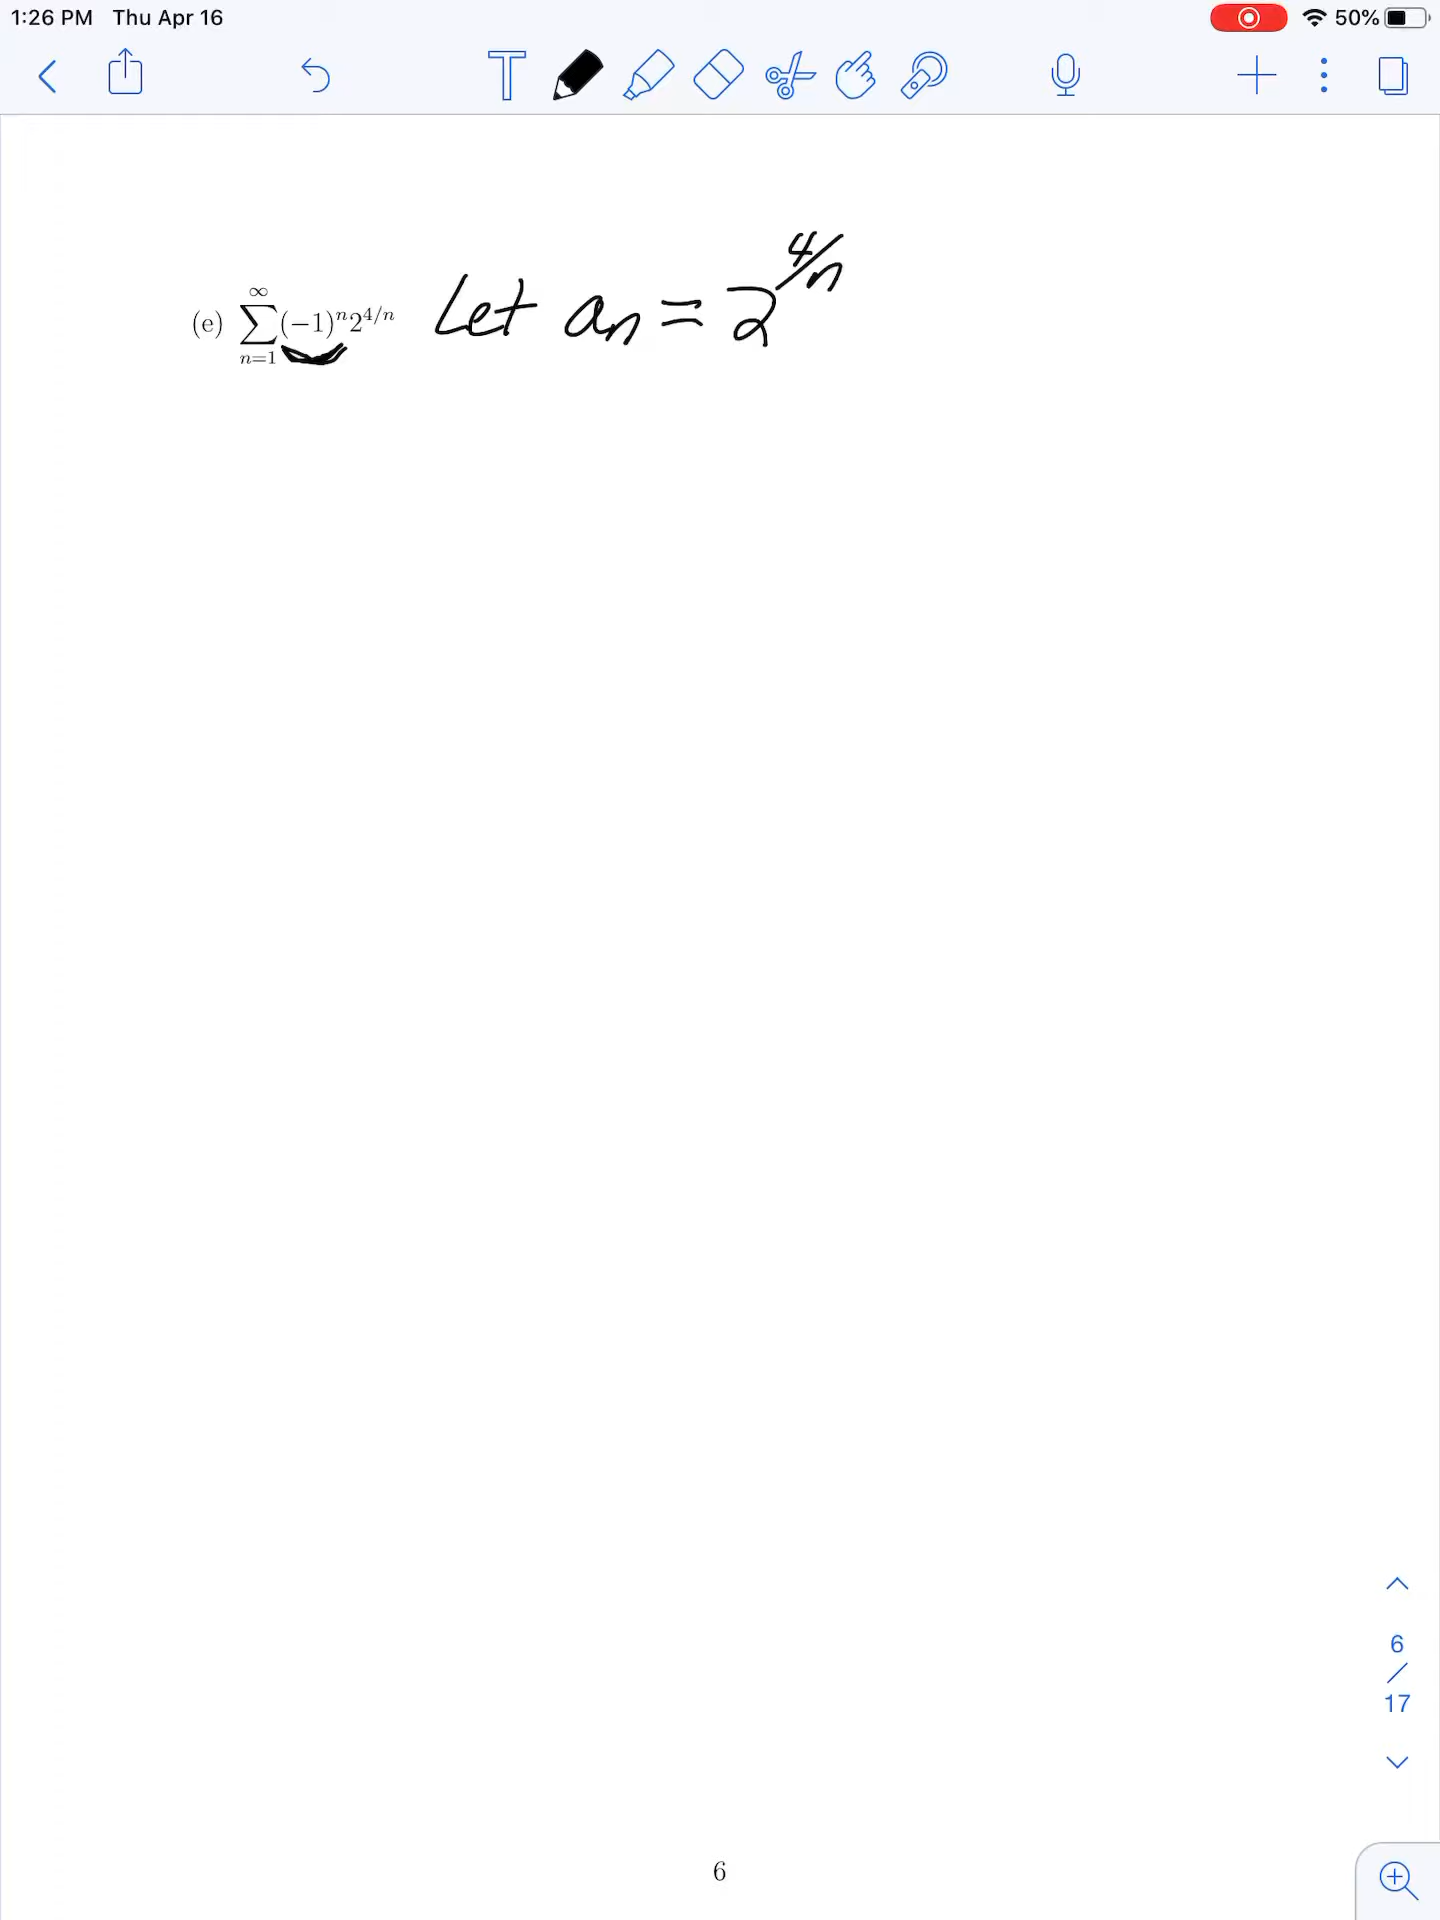 1:26 PM Thu Apr 16 50%
T
(e) ∑_{n=1}^{∞} (−1)^n 2^{4/n} Let a_n = 2^{4/n}
6
/
17
6